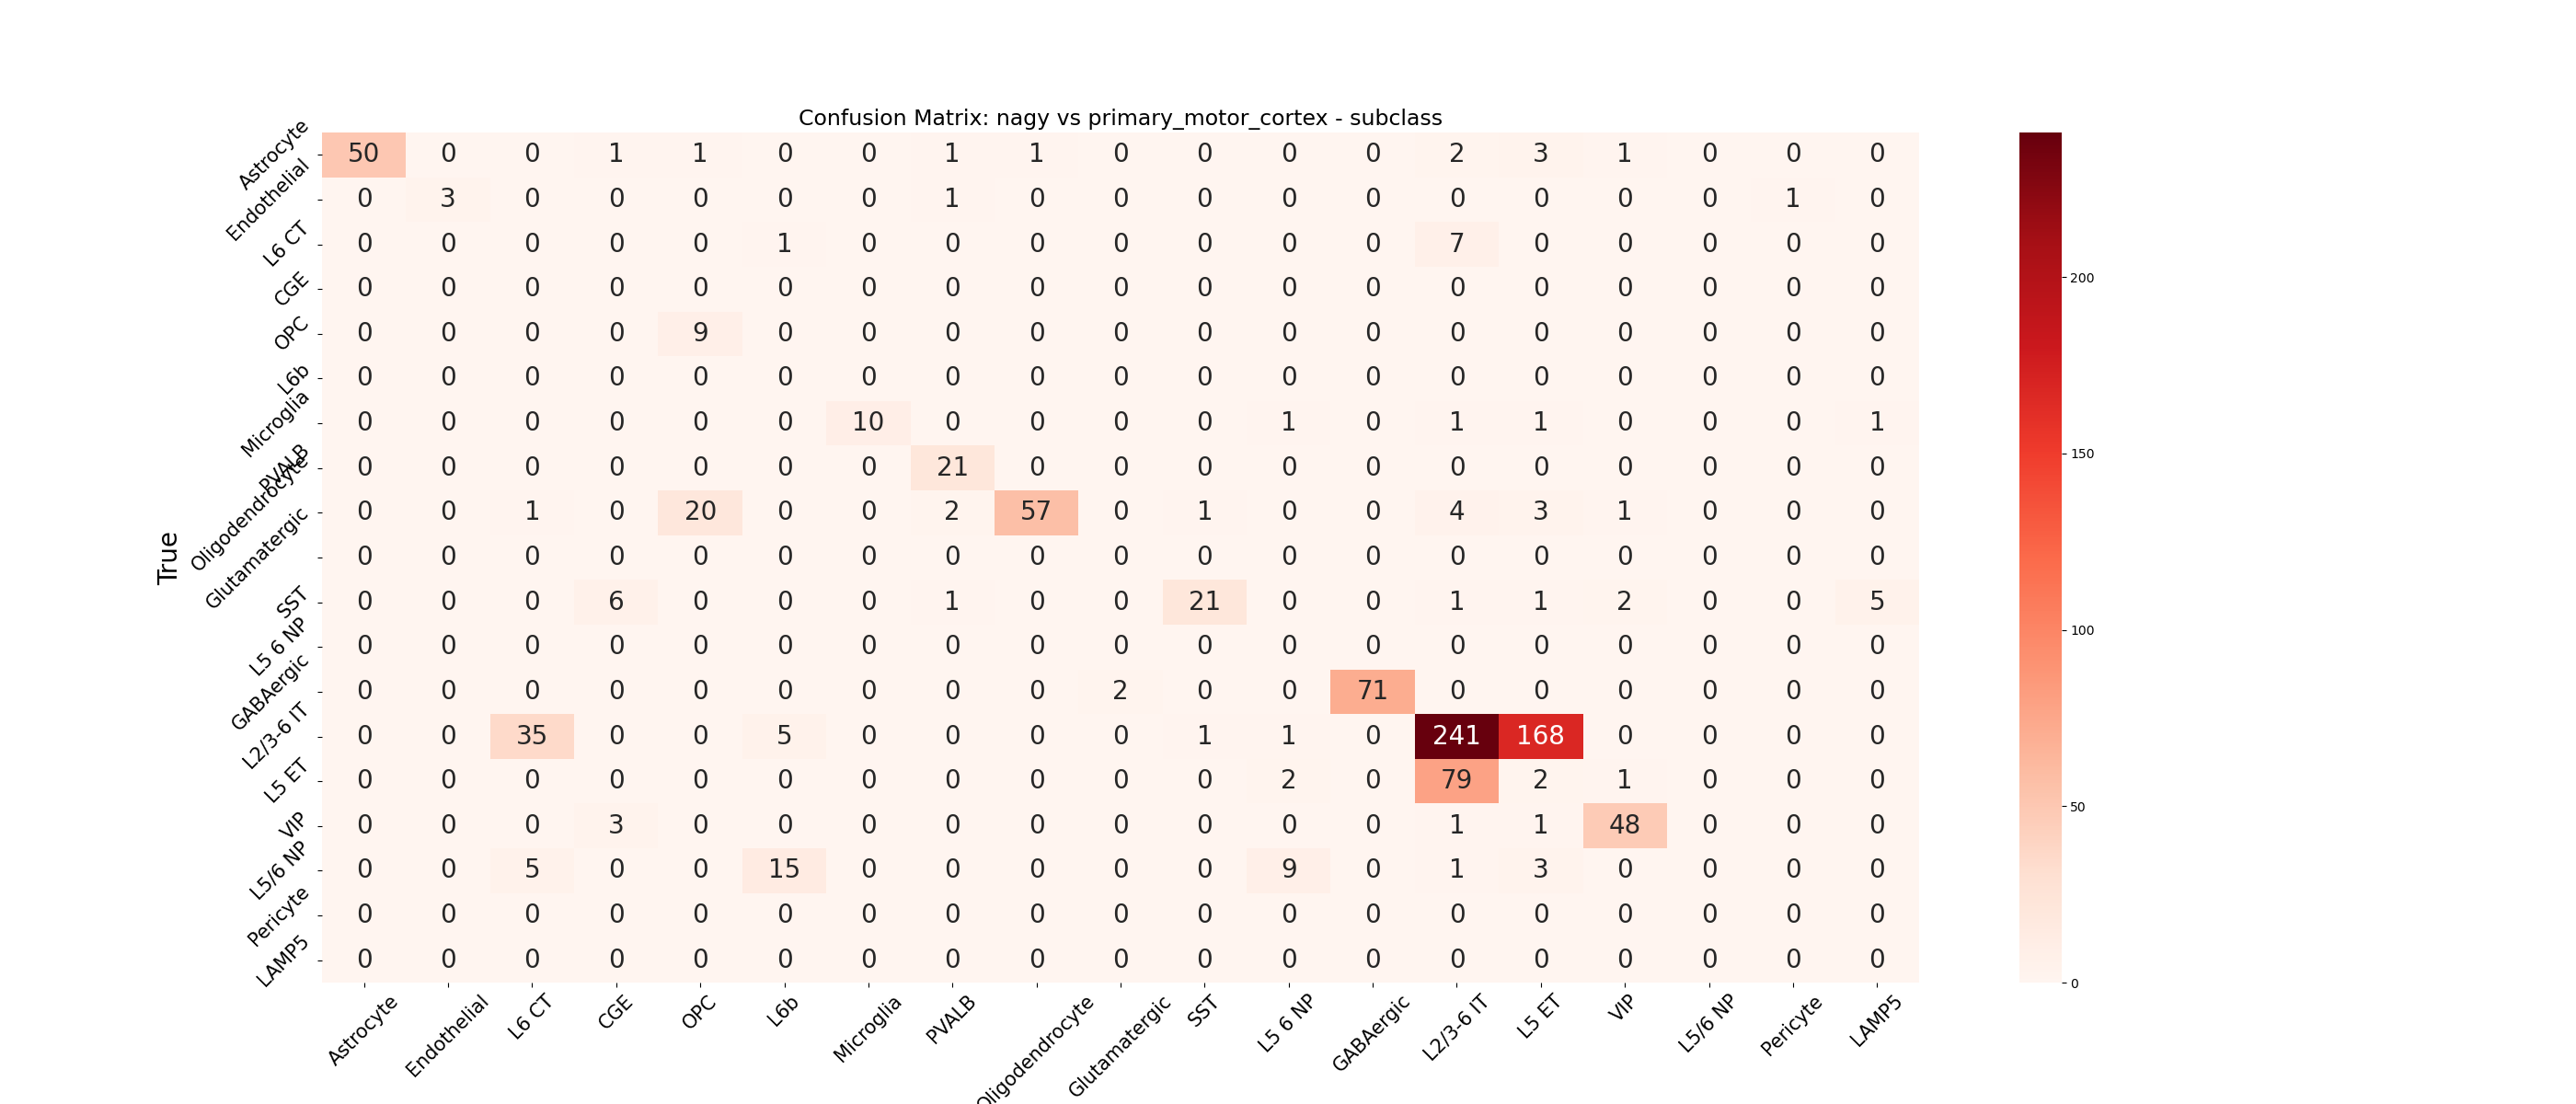 Confusion Matrix: nagy vs primary_motor_cortex - subclass
True
Astrocyte 50 0 0 1 1 0 0 1 1 0 0 0 0 2 3 1 0 0 0
Endothelial 0 3 0 0 0 0 0 1 0 0 0 0 0 0 0 0 0 1 0
L6 CT 0 0 0 0 0 1 0 0 0 0 0 0 0 7 0 0 0 0 0
CGE 0 0 0 0 0 0 0 0 0 0 0 0 0 0 0 0 0 0 0
OPC 0 0 0 0 9 0 0 0 0 0 0 0 0 0 0 0 0 0 0
L6b 0 0 0 0 0 0 0 0 0 0 0 0 0 0 0 0 0 0 0
Microglia 0 0 0 0 0 0 10 0 0 0 0 1 0 1 1 0 0 0 1
PVALB 0 0 0 0 0 0 0 21 0 0 0 0 0 0 0 0 0 0 0
Oligodendrocyte 0 0 1 0 20 0 0 2 57 0 1 0 0 4 3 1 0 0 0
Glutamatergic 0 0 0 0 0 0 0 0 0 0 0 0 0 0 0 0 0 0 0
SST 0 0 0 6 0 0 0 1 0 0 21 0 0 1 1 2 0 0 5
L5 6 NP 0 0 0 0 0 0 0 0 0 0 0 0 0 0 0 0 0 0 0
GABAergic 0 0 0 0 0 0 0 0 0 2 0 0 71 0 0 0 0 0 0
L2/3-6 IT 0 0 35 0 0 5 0 0 0 0 1 1 0 241 168 0 0 0 0
L5 ET 0 0 0 0 0 0 0 0 0 0 0 2 0 79 2 1 0 0 0
VIP 0 0 0 3 0 0 0 0 0 0 0 0 0 1 1 48 0 0 0
L5/6 NP 0 0 5 0 0 15 0 0 0 0 0 9 0 1 3 0 0 0 0
Pericyte 0 0 0 0 0 0 0 0 0 0 0 0 0 0 0 0 0 0 0
LAMP5 0 0 0 0 0 0 0 0 0 0 0 0 0 0 0 0 0 0 0
Astrocyte Endothelial L6 CT CGE OPC L6b Microglia PVALB Oligodendrocyte Glutamatergic SST L5 6 NP GABAergic L2/3-6 IT L5 ET VIP L5/6 NP Pericyte LAMP5
200
150
100
50
0